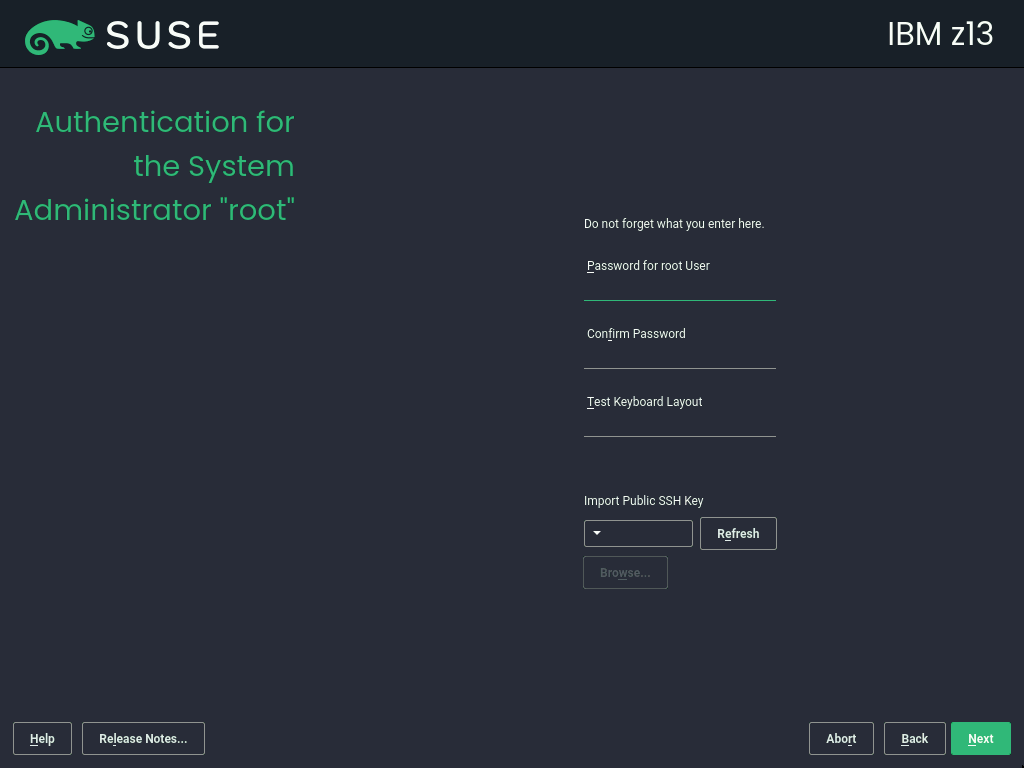 SUSE
IBM z13
Authentication for
the System
Administrator "root"
Do not forget what you enter here.
Password for root User
Confirm Password
Test Keyboard Layout
Import Public SSH Key
Refresh
Browse...
Help
Release Notes...
Abort
Back
Next